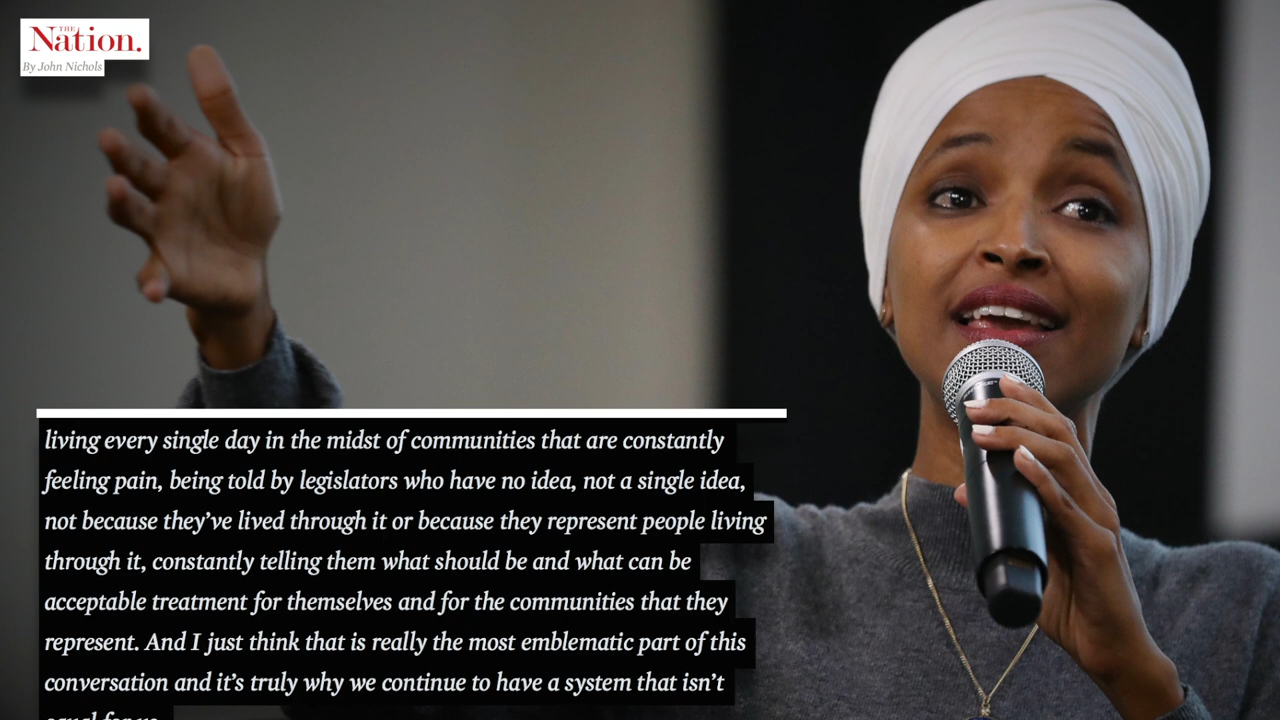 THE
Nation.
By John Nichols
living every single day in the midst of communities that are constantly
feeling pain, being told by legislators who have no idea, not a single idea,
not because they’ve lived through it or because they represent people living
through it, constantly telling them what should be and what can be
acceptable treatment for themselves and for the communities that they
represent. And I just think that is really the most emblematic part of this
conversation and it’s truly why we continue to have a system that isn’t